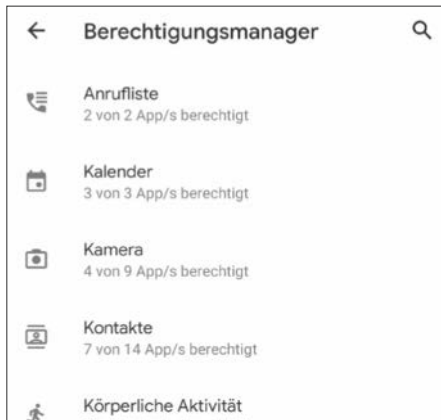 Berechtigungsmanager
Anrufliste
2 von 2 App/s berechtigt
Kalender
3 von 3 App/s berechtigt
Kamera
4 von 9 App/s berechtigt
Kontakte
7 von 14 App/s berechtigt
Körperliche Aktivität